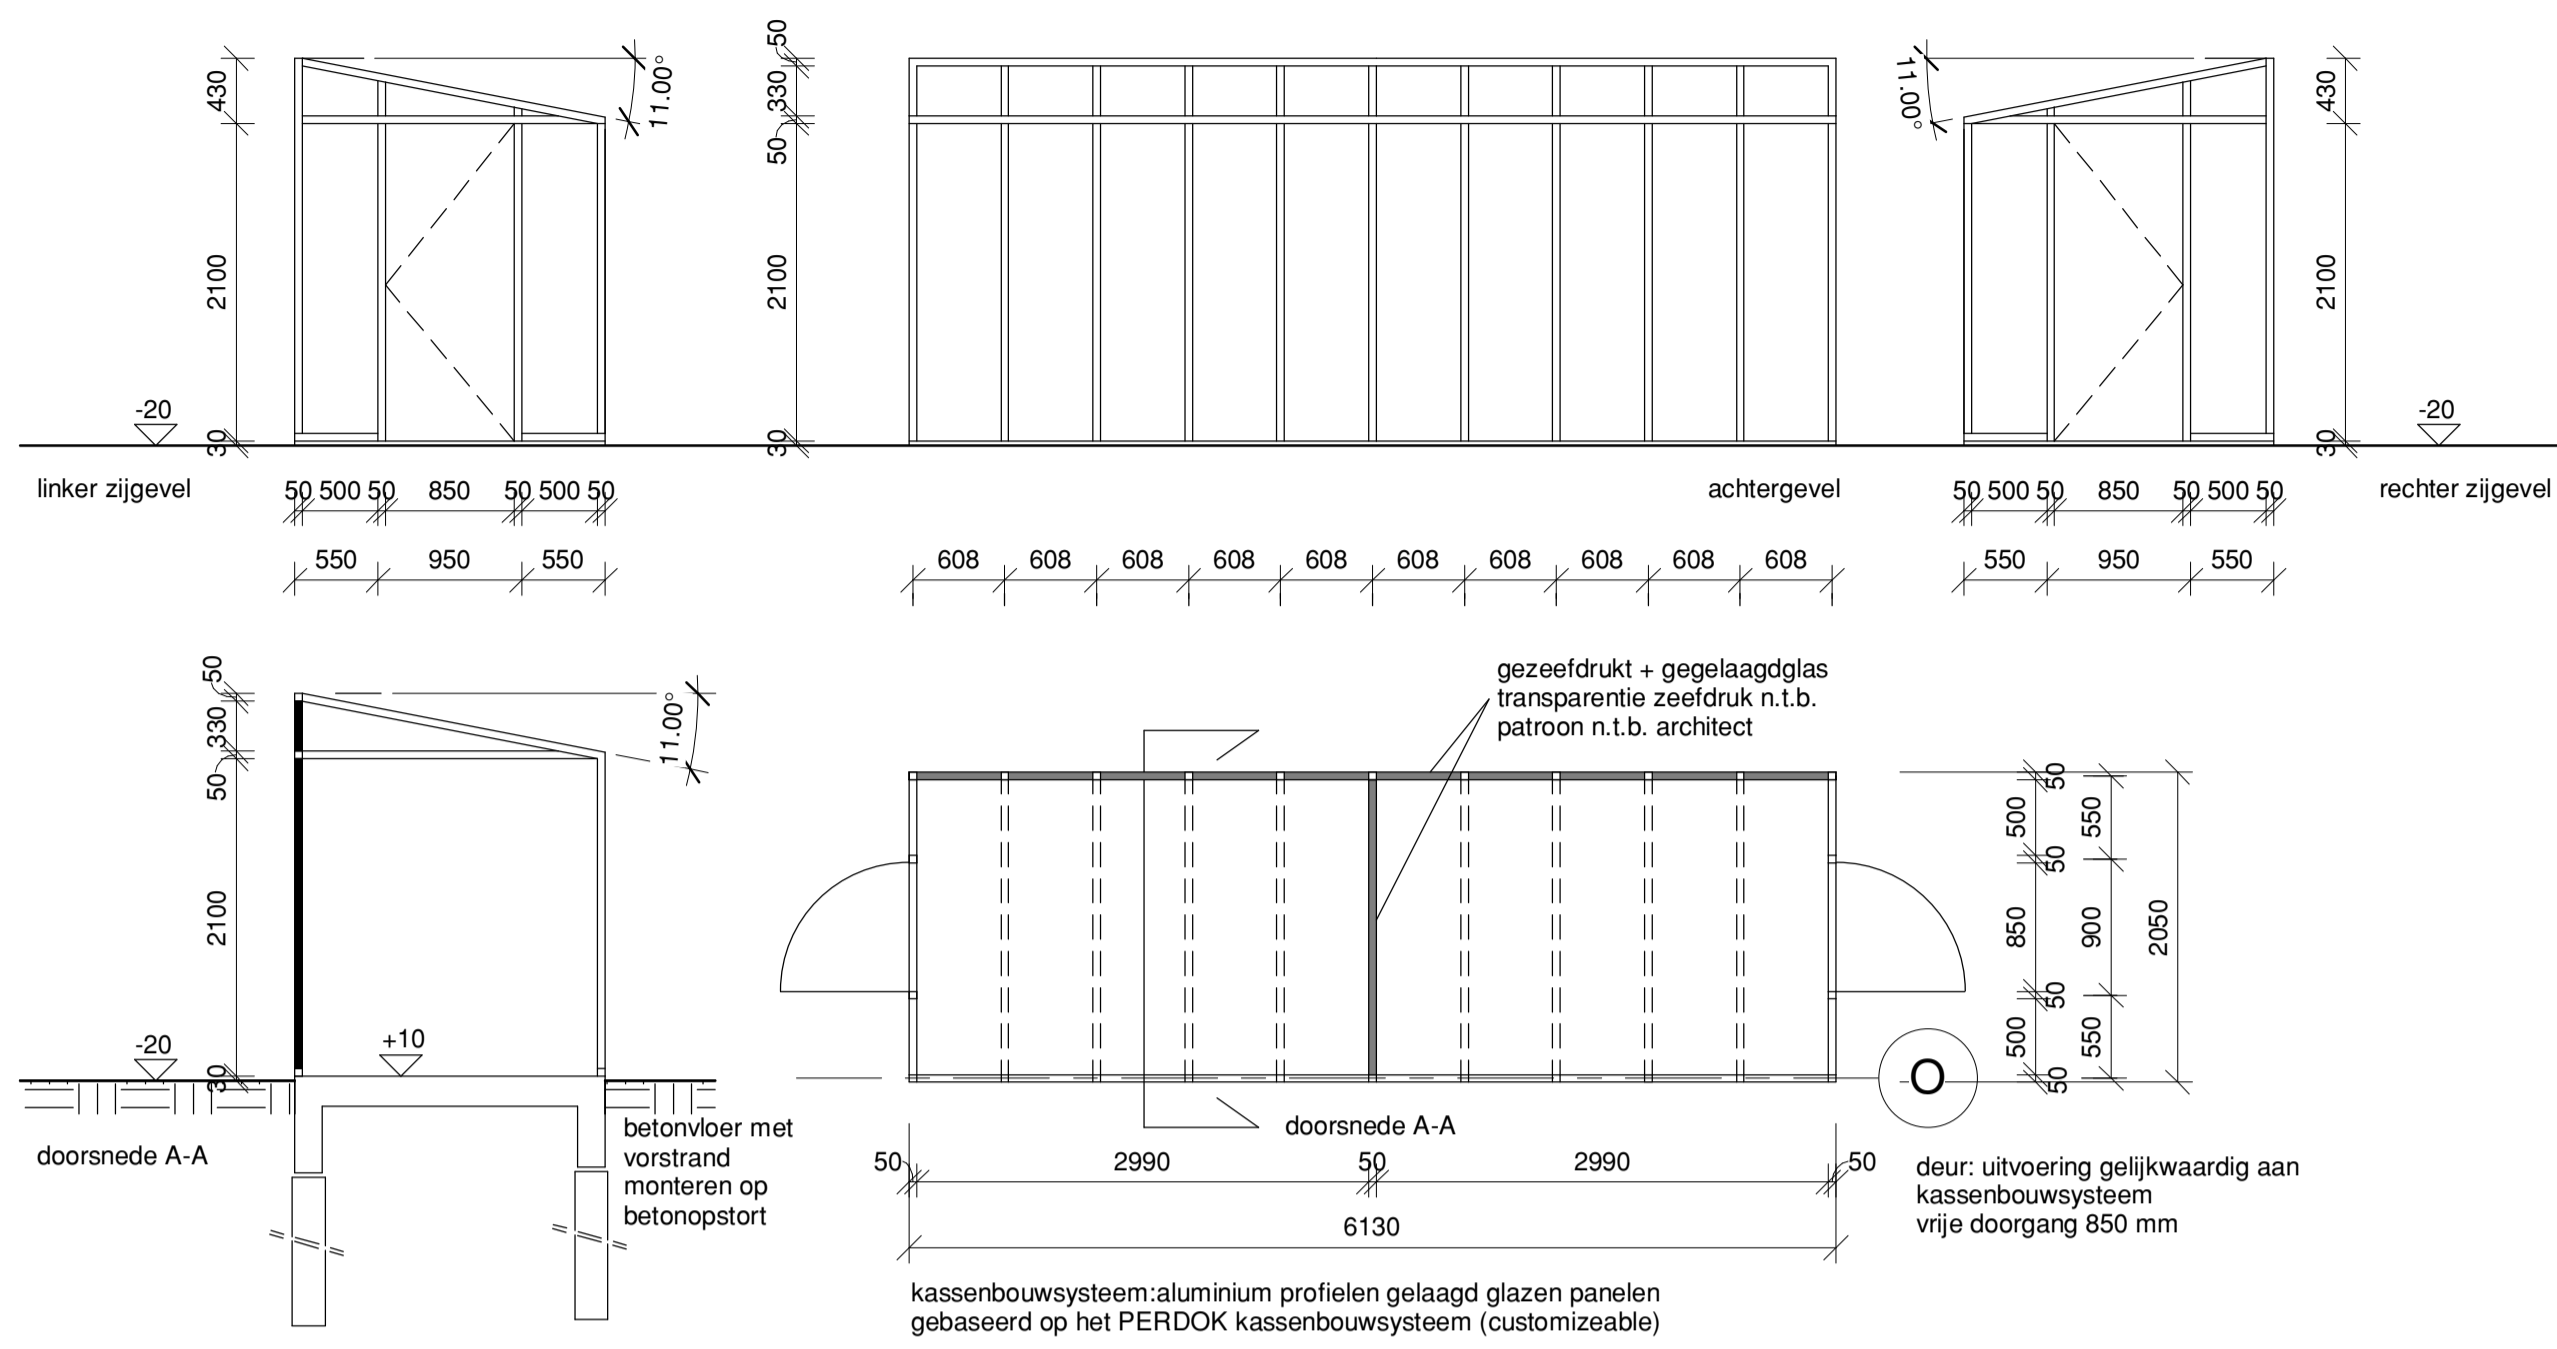 50
430
11.00°
330
50
2100
30
-20
linker zijgevel
50 500 50 850 50 500 50
550 950 550
50
330
50
2100
30
achtergevel
608 608 608 608 608 608 608 608 608 608
11.00°
430
2100
30
-20
rechter zijgevel
50 500 50 850 50 500 50
550 950 550
50
330
50
2100
30
11.00°
-20
+10
doorsnede A-A
betonvloer met
vorstrand
monteren op
betonopstort
gezeefdrukt + gegelaagdglas
transparentie zeefdruk n.t.b.
patroon n.t.b. architect
50
500
50
850
50
500
50
550
900
550
2050
O
doorsnede A-A
50 2990 50 2990 50
6130
deur: uitvoering gelijkwaardig aan
kassenbouwsysteem
vrije doorgang 850 mm
kassenbouwsysteem:aluminium profielen gelaagd glazen panelen
gebaseerd op het PERDOK kassenbouwsysteem (customizeable)